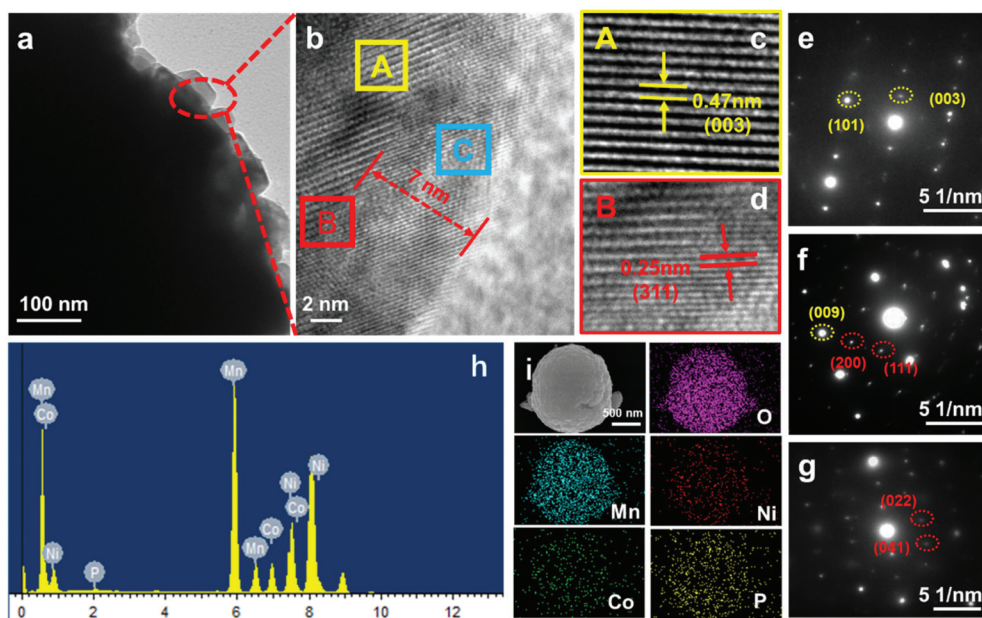 a
100 nm
b
A
C
7 nm
B
2 nm
A
c
0.47nm
(003)
B
d
0.25nm
(311)
e
(003)
(101)
5 1/nm
f
(009)
(200)
(111)
5 1/nm
g
(022)
(041)
5 1/nm
h
Mn
Co
Ni
P
Mn
Mn
Co
Ni
Co
Ni
0 2 4 6 8 10 12
i
500 nm
O
Mn
Ni
Co
P